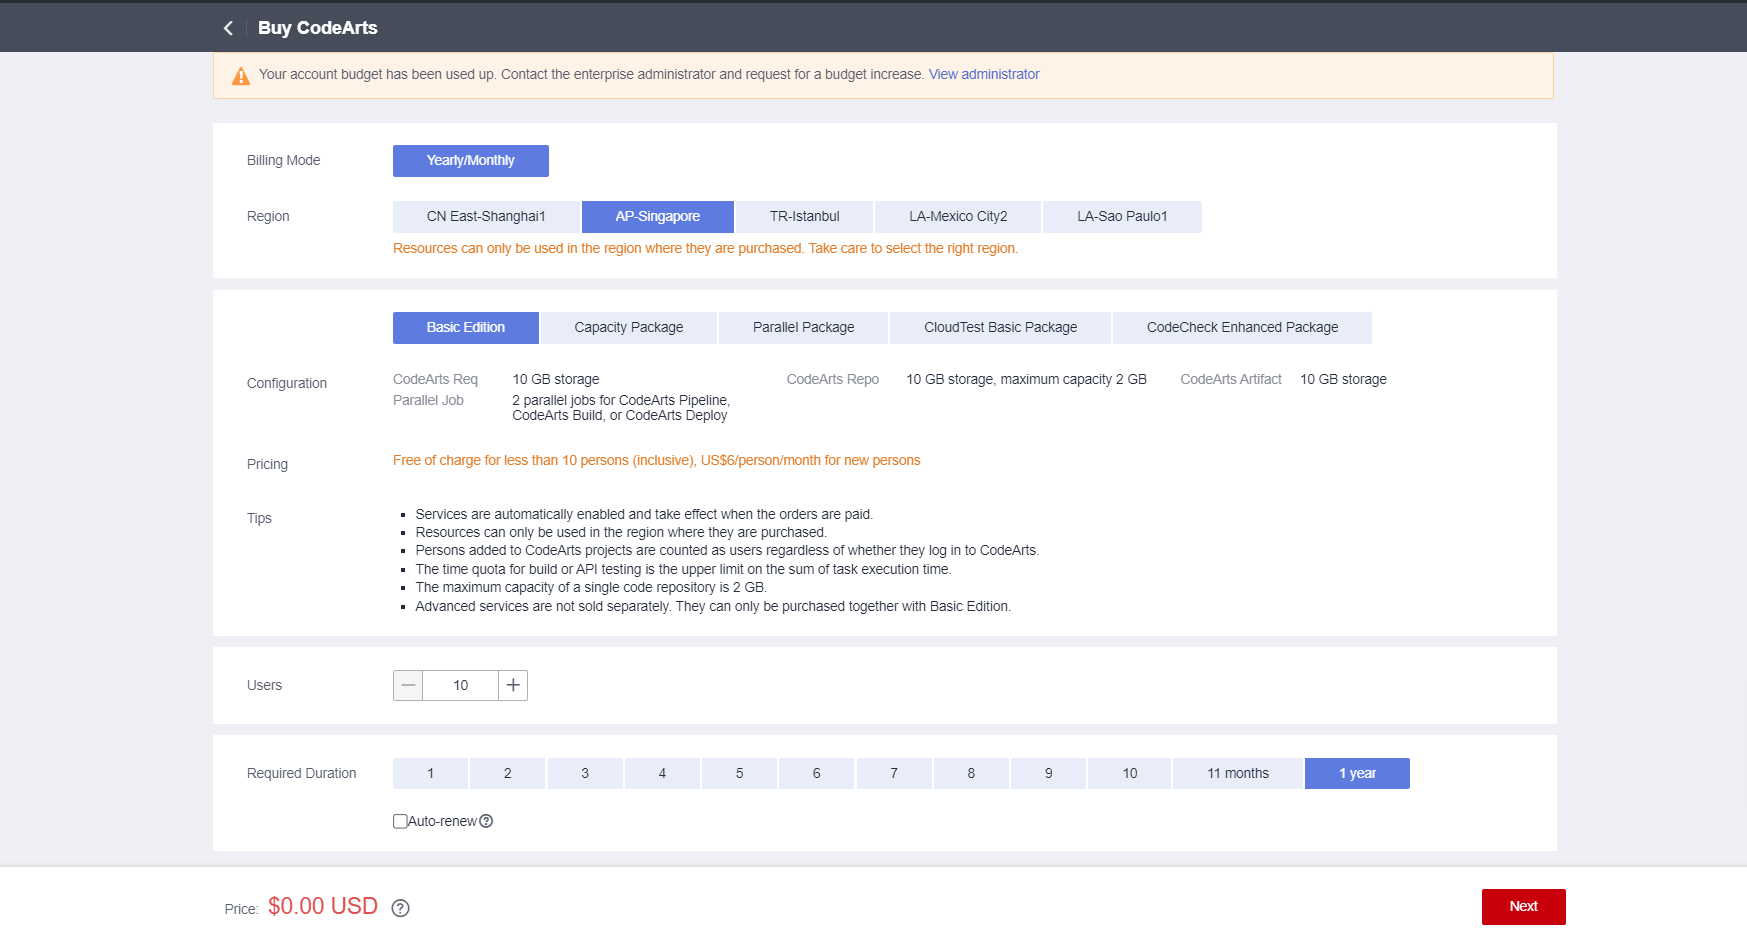 Buy CodeArts
Your account budget has been used up. Contact the enterprise administrator and request for a budget increase. View administrator
Billing Mode
Yearly/Monthly
Region
CN East-Shanghai1
AP-Singapore
TR-Istanbul
LA-Mexico City2
LA-Sao Paulo1
Resources can only be used in the region where they are purchased. Take care to select the right region.
Basic Edition
Capacity Package
Parallel Package
CloudTest Basic Package
CodeCheck Enhanced Package
Configuration
CodeArts Req 10 GB storage
CodeArts Repo 10 GB storage, maximum capacity 2 GB
CodeArts Artifact 10 GB storage
Parallel Job 2 parallel jobs for CodeArts Pipeline,
CodeArts Build, or CodeArts Deploy
Pricing
Free of charge for less than 10 persons (inclusive), US$6/person/month for new persons
Tips
Services are automatically enabled and take effect when the orders are paid.
Resources can only be used in the region where they are purchased.
Persons added to CodeArts projects are counted as users regardless of whether they log in to CodeArts.
The time quota for build or API testing is the upper limit on the sum of task execution time.
The maximum capacity of a single code repository is 2 GB.
Advanced services are not sold separately. They can only be purchased together with Basic Edition.
Users
10
Required Duration
1 2 3 4 5 6 7 8 9 10 11 months 1 year
Auto-renew
Price: $0.00 USD
Next